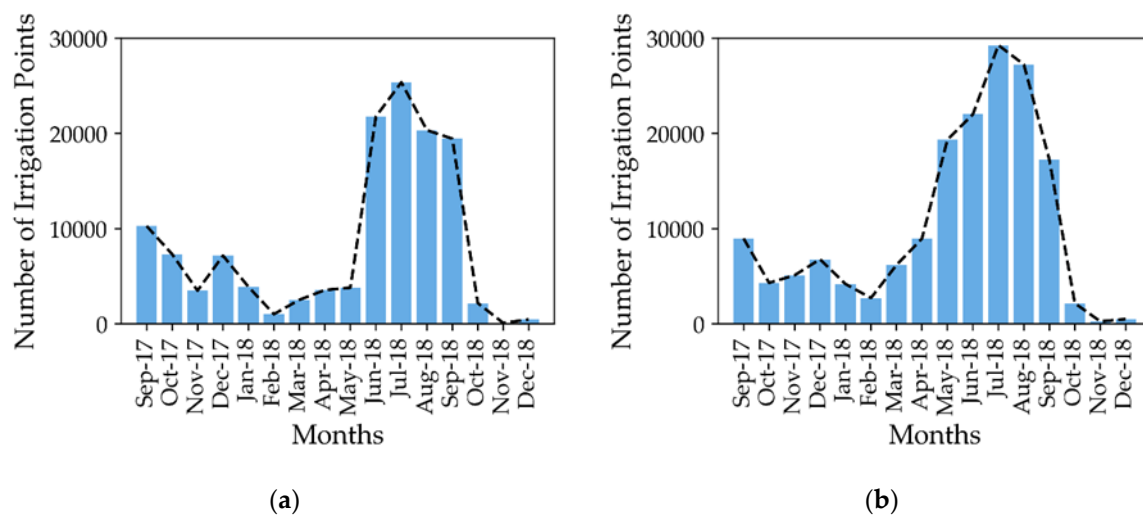 Number of Irrigation Points
30000
20000
10000
0
Sep-17
Oct-17
Nov-17
Dec-17
Jan-18
Feb-18
Mar-18
Apr-18
May-18
Jun-18
Jul-18
Aug-18
Sep-18
Oct-18
Nov-18
Dec-18
Months
(a)
Number of Irrigation Points
30000
20000
10000
0
Sep-17
Oct-17
Nov-17
Dec-17
Jan-18
Feb-18
Mar-18
Apr-18
May-18
Jun-18
Jul-18
Aug-18
Sep-18
Oct-18
Nov-18
Dec-18
Months
(b)